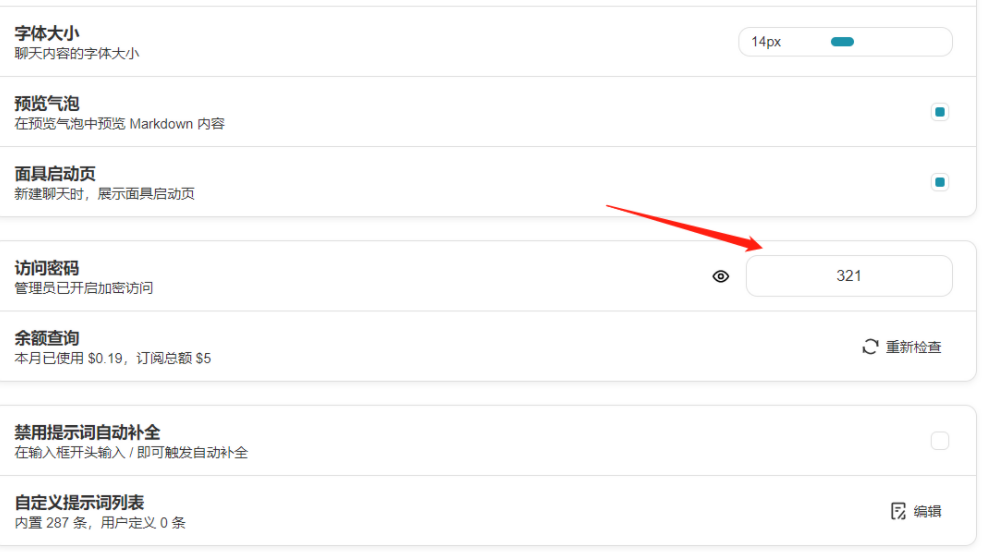 字体大小
聊天内容的字体大小
14px
预览气泡
在预览气泡中预览 Markdown 内容
面具启动页
新建聊天时，展示面具启动页
访问密码
管理员已开启加密访问
321
余额查询
本月已使用 $0.19，订阅总额 $5
重新检查
禁用提示词自动补全
在输入框开头输入 / 即可触发自动补全
自定义提示词列表
内置 287 条，用户定义 0 条
编辑